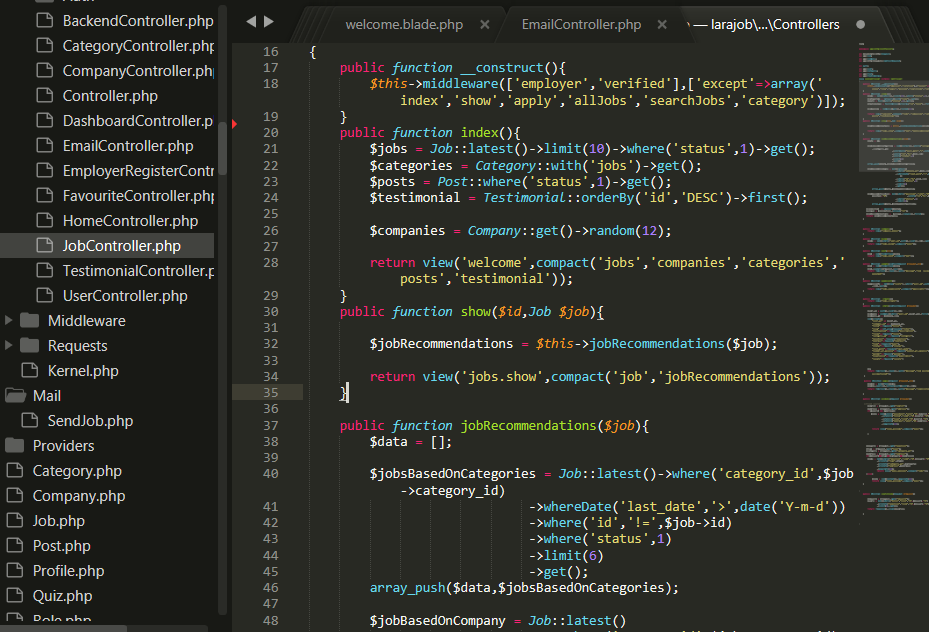 BackendController.php
CategoryController.php
CompanyController.php
Controller.php
DashboardController.p
EmailController.php
EmployerRegisterContr
FavouriteController.php
HomeController.php
JobController.php
TestimonialController.p
UserController.php
Middleware
Requests
Kernel.php
Mail
SendJob.php
Providers
Category.php
Company.php
Job.php
Post.php
Profile.php
Quiz.php
Role.php
welcome.blade.php × EmailController.php × — larajob\...\Controllers
16 {
17 public function __construct(){
18 $this->middleware(['employer','verified'],['except'=>array('
index','show','apply','allJobs','searchJobs','category')]);
19 }
20 public function index(){
21 $jobs = Job::latest()->limit(10)->where('status',1)->get();
22 $categories = Category::with('jobs')->get();
23 $posts = Post::where('status',1)->get();
24 $testimonial = Testimonial::orderBy('id','DESC')->first();
25
26 $companies = Company::get()->random(12);
27
28 return view('welcome',compact('jobs','companies','categories','
posts','testimonial'));
29 }
30 public function show($id,Job $job){
31
32 $jobRecommendations = $this->jobRecommendations($job);
33
34 return view('jobs.show',compact('job','jobRecommendations'));
35 }
36
37 public function jobRecommendations($job){
38 $data = [];
39
40 $jobsBasedOnCategories = Job::latest()->where('category_id',$job
->category_id)
41 ->whereDate('last_date','>',date('Y-m-d'))
42 ->where('id','!=',$job->id)
43 ->where('status',1)
44 ->limit(6)
45 ->get();
46 array_push($data,$jobsBasedOnCategories);
47
48 $jobBasedOnCompany = Job::latest()